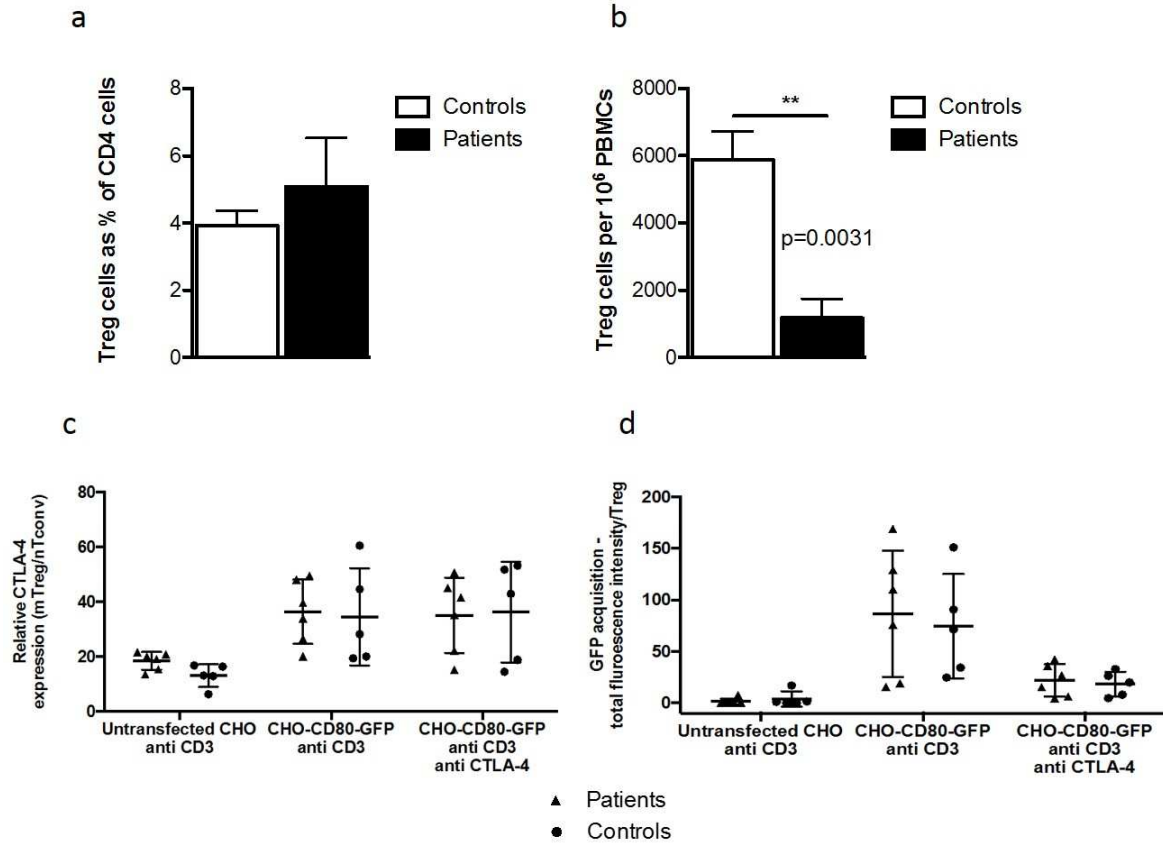 a
Treg cells as % of CD4 cells
8
6
4
2
0
Controls
Patients
b
Treg cells per 10⁶ PBMCs
8000
6000
4000
2000
0
**
p=0.0031
Controls
Patients
c
Relative CTLA-4
expression (mTreg/nTconv)
80
60
40
20
0
Untransfected CHO
anti CD3
CHO-CD80-GFP
anti CD3
CHO-CD80-GFP
anti CD3
anti CTLA-4
d
GFP acquisition -
total fluroescence intensity/Treg
200
150
100
50
0
Untransfected CHO
anti CD3
CHO-CD80-GFP
anti CD3
CHO-CD80-GFP
anti CD3
anti CTLA-4
Patients
Controls